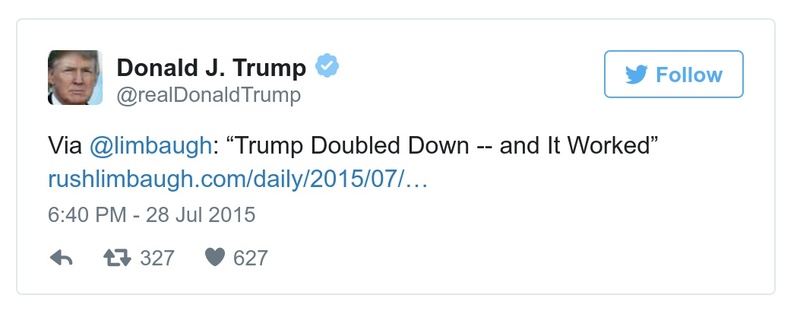 Donald J. Trump
@realDonaldTrump
Follow
Via @limbaugh: “Trump Doubled Down -- and It Worked”
rushlimbaugh.com/daily/2015/07/…
6:40 PM - 28 Jul 2015
327 627